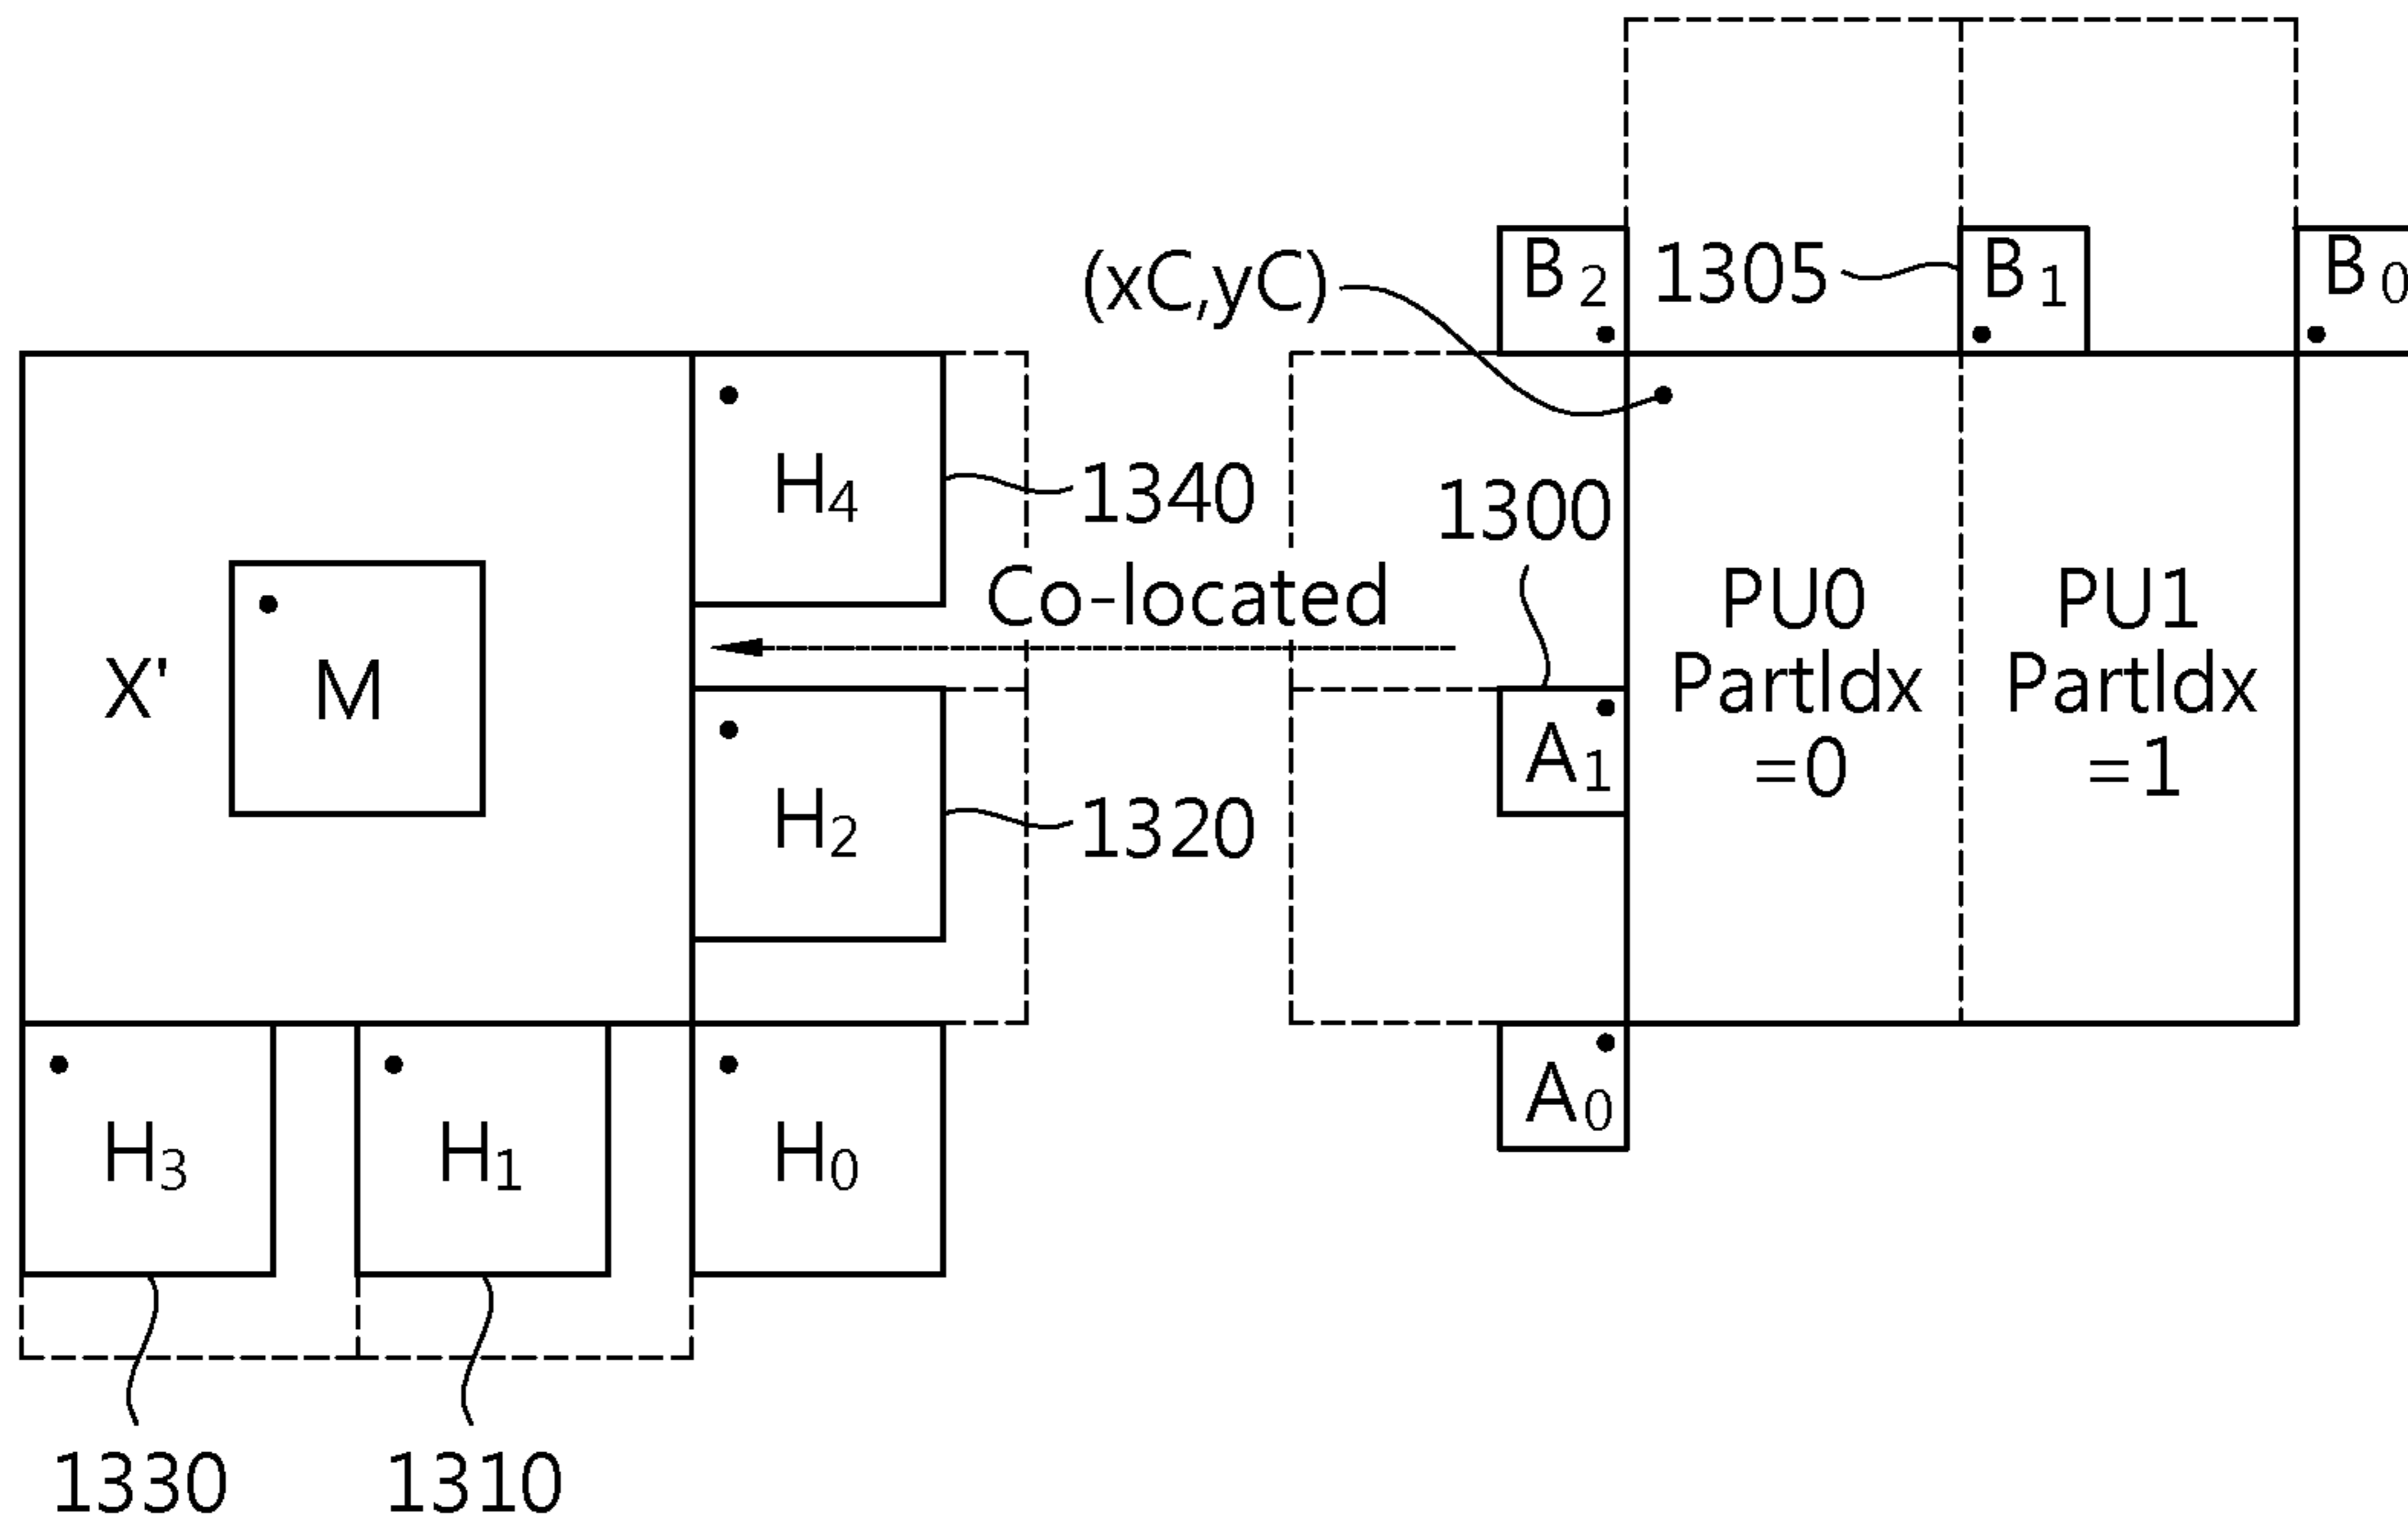 B2
1305
B1
B0
(xC,yC)
H4
1340
1300
Co-located
PU0
PartIdx
=0
PU1
PartIdx
=1
X'
M
A1
H2
1320
A0
H3
H1
H0
1330
1310